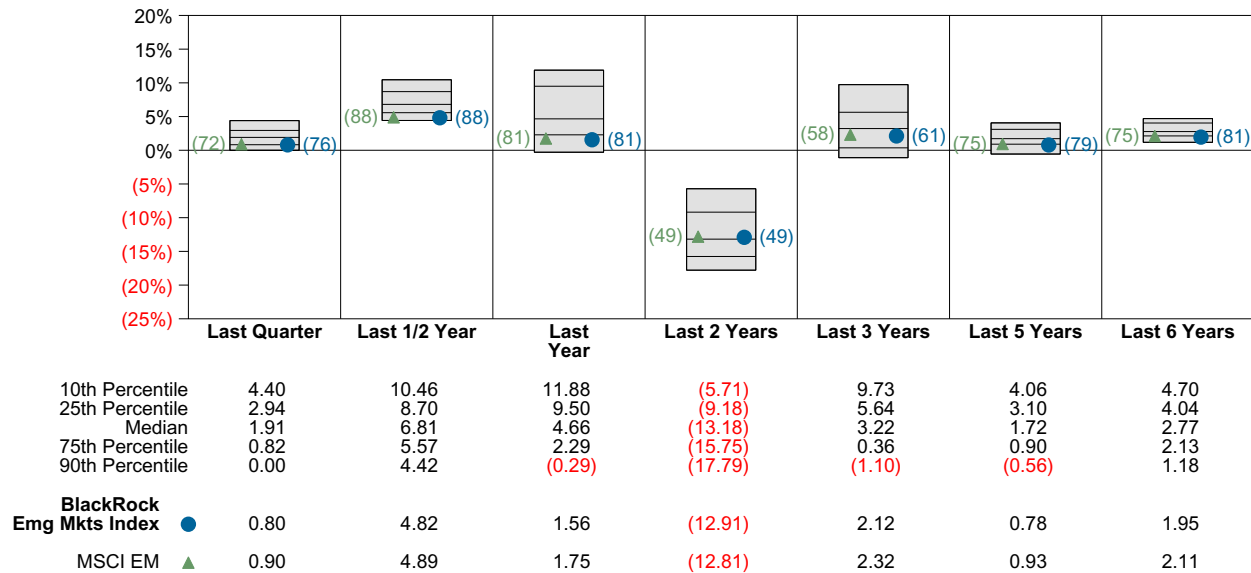 20%
15%
10%
5%
0%
(5%)
(10%)
(15%)
(20%)
(25%)
(72) (76)
(88) (88)
(81) (81)
(49) (49)
(58) (61)
(75) (79)
(75) (81)
Last Quarter Last 1/2 Year Last Year Last 2 Years Last 3 Years Last 5 Years Last 6 Years
10th Percentile 4.40 10.46 11.88 (5.71) 9.73 4.06 4.70
25th Percentile 2.94 8.70 9.50 (9.18) 5.64 3.10 4.04
Median 1.91 6.81 4.66 (13.18) 3.22 1.72 2.77
75th Percentile 0.82 5.57 2.29 (15.75) 0.36 0.90 2.13
90th Percentile 0.00 4.42 (0.29) (17.79) (1.10) (0.56) 1.18
BlackRock
Emg Mkts Index 0.80 4.82 1.56 (12.91) 2.12 0.78 1.95
MSCI EM 0.90 4.89 1.75 (12.81) 2.32 0.93 2.11